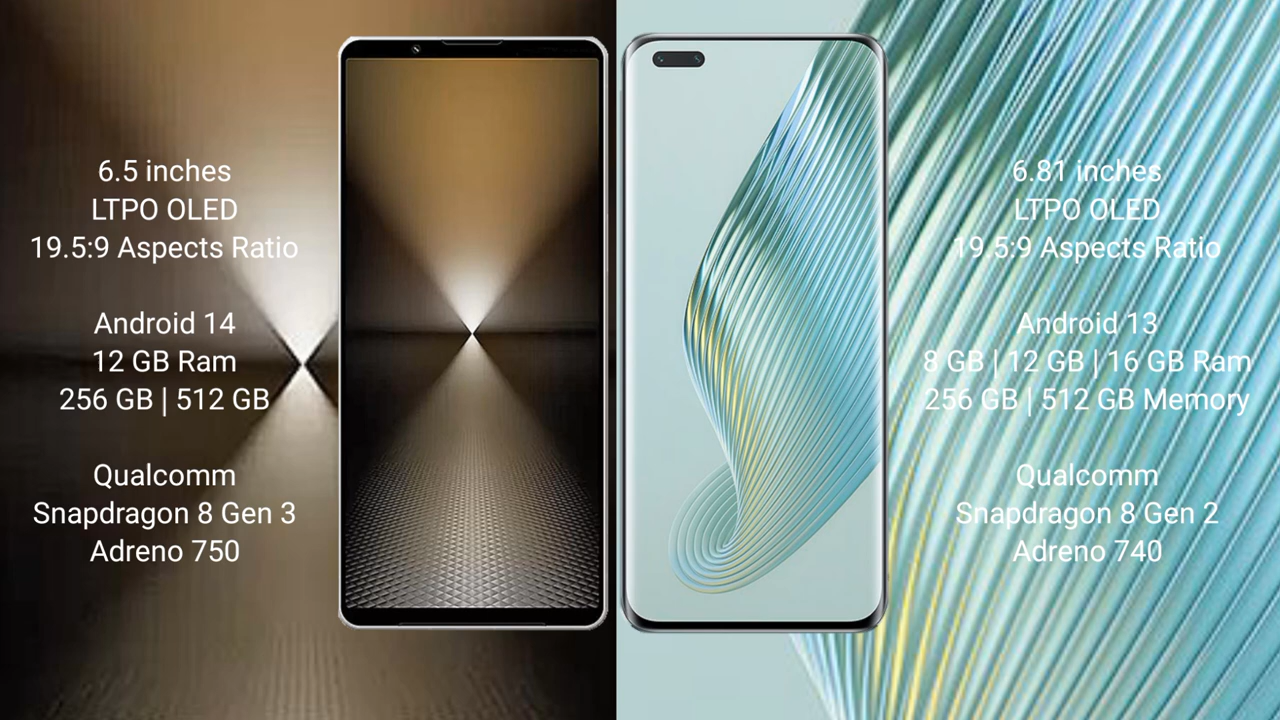 6.5 inches
LTPO OLED
19.5:9 Aspects Ratio
Android 14
12 GB Ram
256 GB | 512 GB
Qualcomm
Snapdragon 8 Gen 3
Adreno 750
6.81 inches
LTPO OLED
19.5:9 Aspects Ratio
Android 13
8 GB | 12 GB | 16 GB Ram
256 GB | 512 GB Memory
Qualcomm
Snapdragon 8 Gen 2
Adreno 740